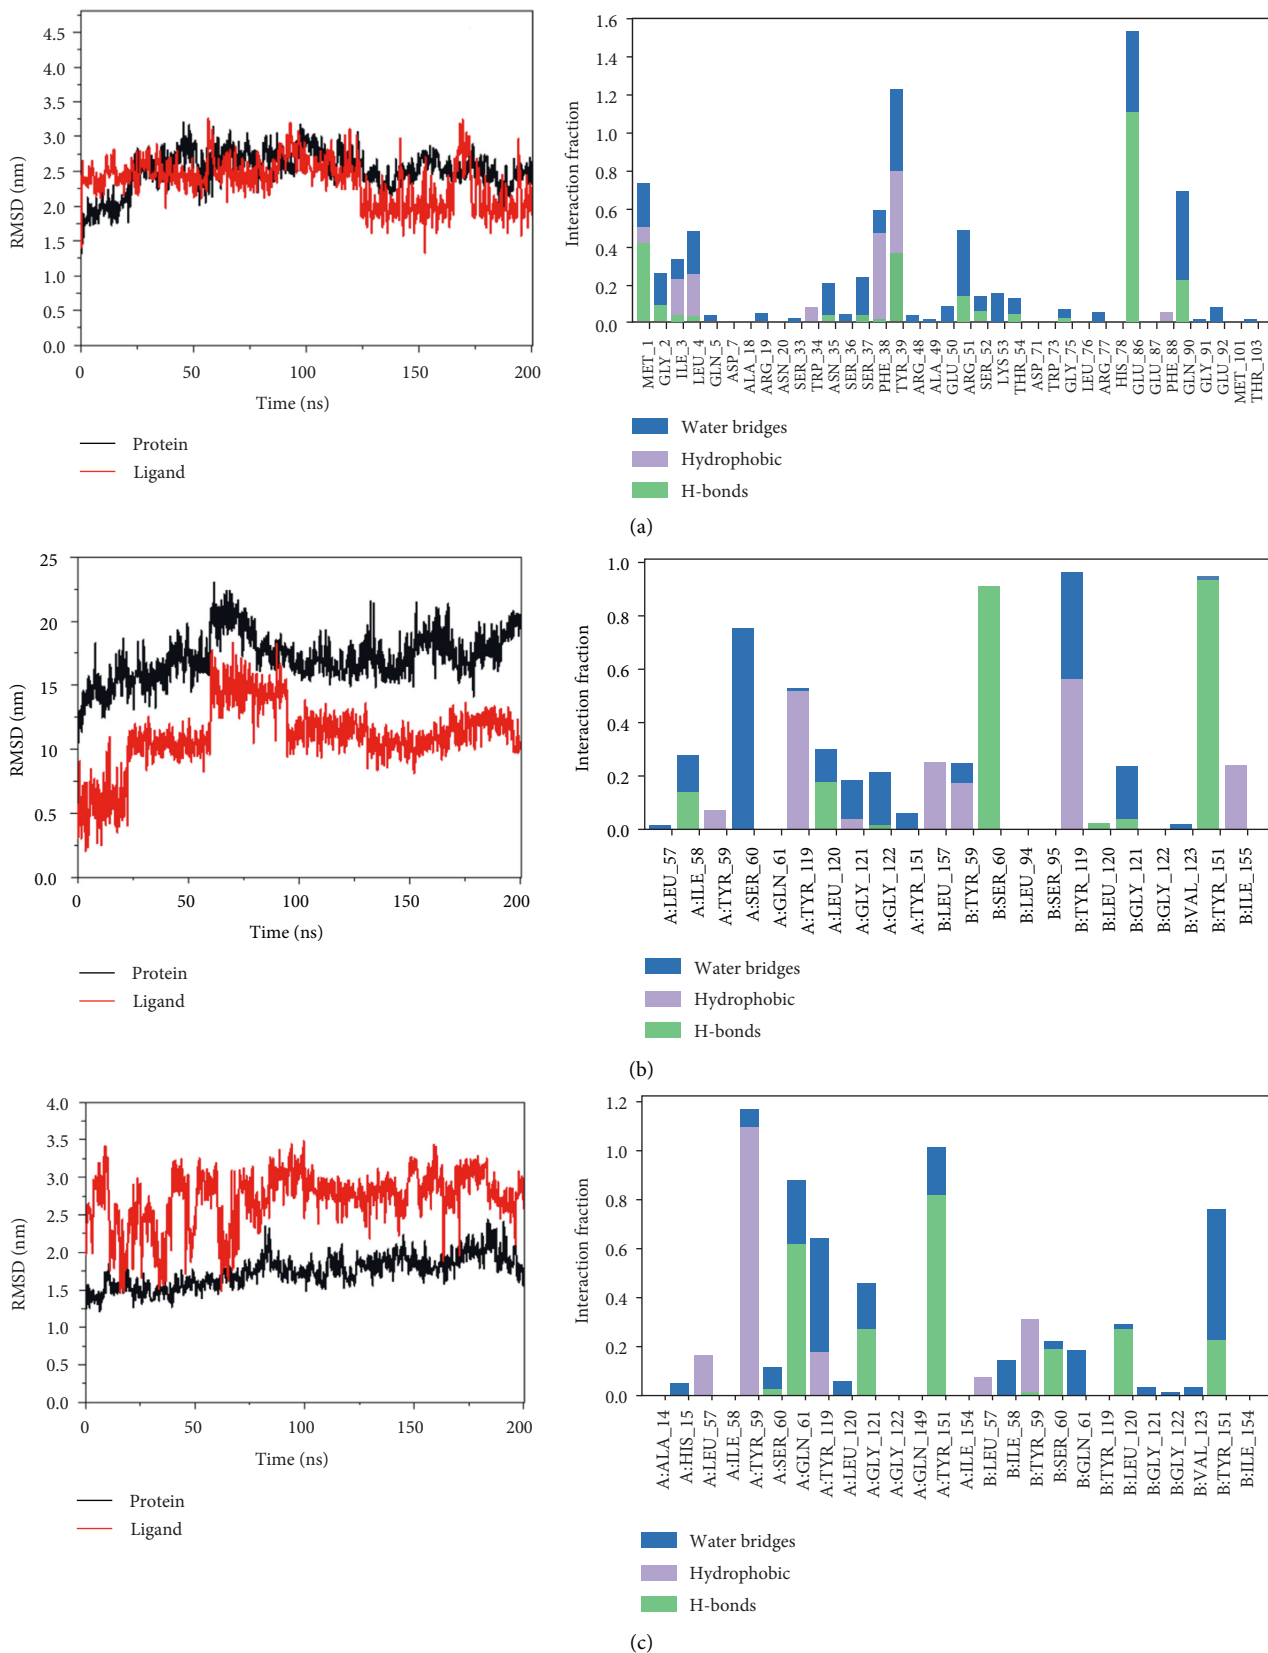 4.5
4.0
3.5
3.0
2.5
2.0
1.5
1.0
0.5
0.0
RMSD (nm)
0
50
100
150
200
Time (ns)
Protein
Ligand
1.6
1.4
1.2
1.0
0.8
0.6
0.4
0.2
0.0
Interaction fraction
MET_1
GLY_2
ILE_3
LEU_4
GLN_5
ASP_7
ALA_18
ARG_19
ASN_20
SER_33
TRP_34
ASN_35
SER_36
SER_37
PHE_38
TYR_39
ARG_48
ALA_49
GLU_50
ARG_51
SER_52
LYS 53
THR_54
ASP_71
TRP_73
GLY_75
LEU_76
ARG_77
HIS_78
GLU_86
GLU_87
PHE_88
GLN_90
GLY_91
GLU_92
MET_101
THR_103
Water bridges
Hydrophobic
H-bonds
(a)
25
20
15
10
0.5
0.0
RMSD (nm)
0
50
100
150
200
Time (ns)
Protein
Ligand
1.0
0.8
0.6
0.4
0.2
0.0
Interaction fraction
A:LEU_57
A:ILE_58
A:TYR_59
A:SER_60
A:GLN_61
A:TYR_119
A:LEU_120
A:GLY_121
A:GLY_122
A:TYR_151
B:LEU_157
B:TYR_59
B:SER_60
B:LEU_94
B:SER_95
B:TYR_119
B:LEU_120
B:GLY_121
B:GLY_122
B:VAL_123
B:TYR_151
B:ILE_155
Water bridges
Hydrophobic
H-bonds
(b)
4.0
3.5
3.0
2.5
2.0
1.5
1.0
0.5
0.0
RMSD (nm)
0
50
100
150
200
Time (ns)
Protein
Ligand
1.2
1.0
0.8
0.6
0.4
0.2
0.0
Interaction fraction
A:ALA_14
A:HIS_15
A:LEU_57
A:ILE_58
A:TYR_59
A:SER_60
A:GLN_61
A:TYR_119
A:LEU_120
A:GLY_121
A:GLY_122
A:GLN_149
A:TYR_151
A:ILE_154
B:LEU_57
B:ILE_58
B:TYR_59
B:SER_60
B:GLN_61
B:TYR_119
B:LEU_120
B:GLY_121
B:GLY_122
B:VAL_123
B:TYR_151
B:ILE_154
Water bridges
Hydrophobic
H-bonds
(c)